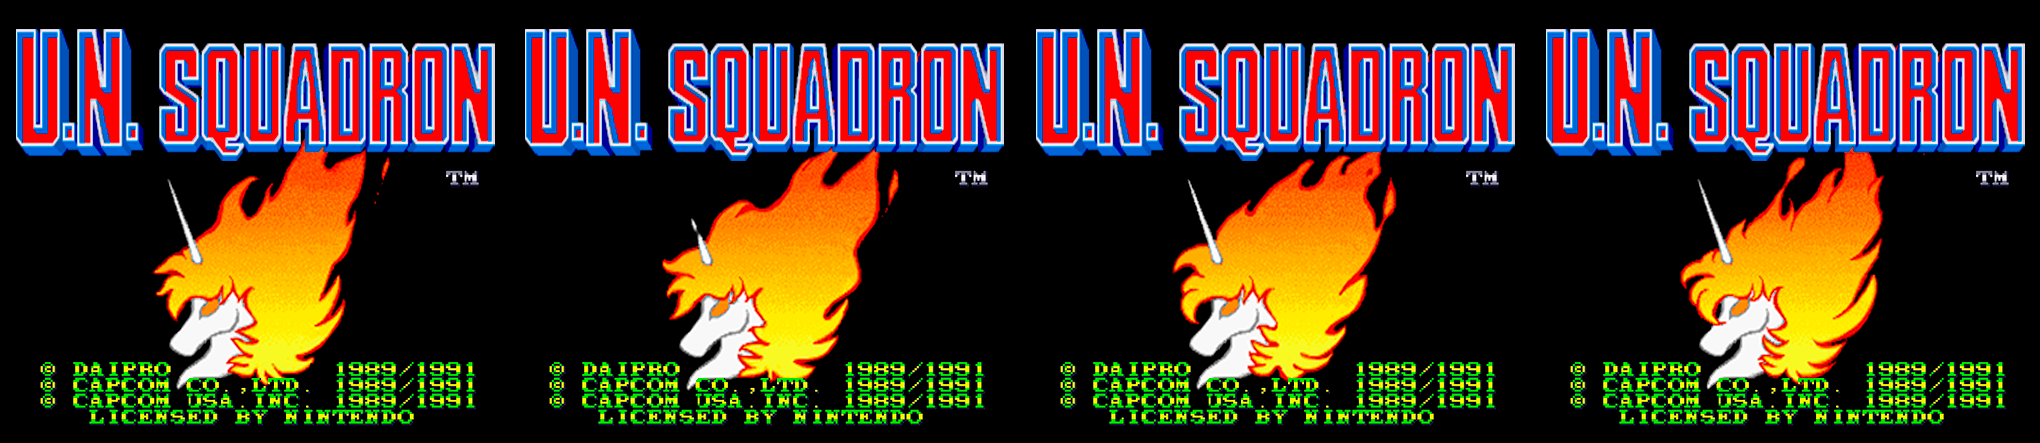 U.N. SQUADRON
TM
© DAIPRO 1989/1991
© CAPCOM CO.,LTD. 1989/1991
© CAPCOM USA,INC. 1989/1991
LICENSED BY NINTENDO
U.N. SQUADRON
TM
© DAIPRO 1989/1991
© CAPCOM CO.,LTD. 1989/1991
© CAPCOM USA,INC. 1989/1991
LICENSED BY NINTENDO
U.N. SQUADRON
TM
© DAIPRO 1989/1991
© CAPCOM CO.,LTD. 1989/1991
© CAPCOM USA,INC. 1989/1991
LICENSED BY NINTENDO
U.N. SQUADRON
TM
© DAIPRO 1989/1991
© CAPCOM CO.,LTD. 1989/1991
© CAPCOM USA,INC. 1989/1991
LICENSED BY NINTENDO